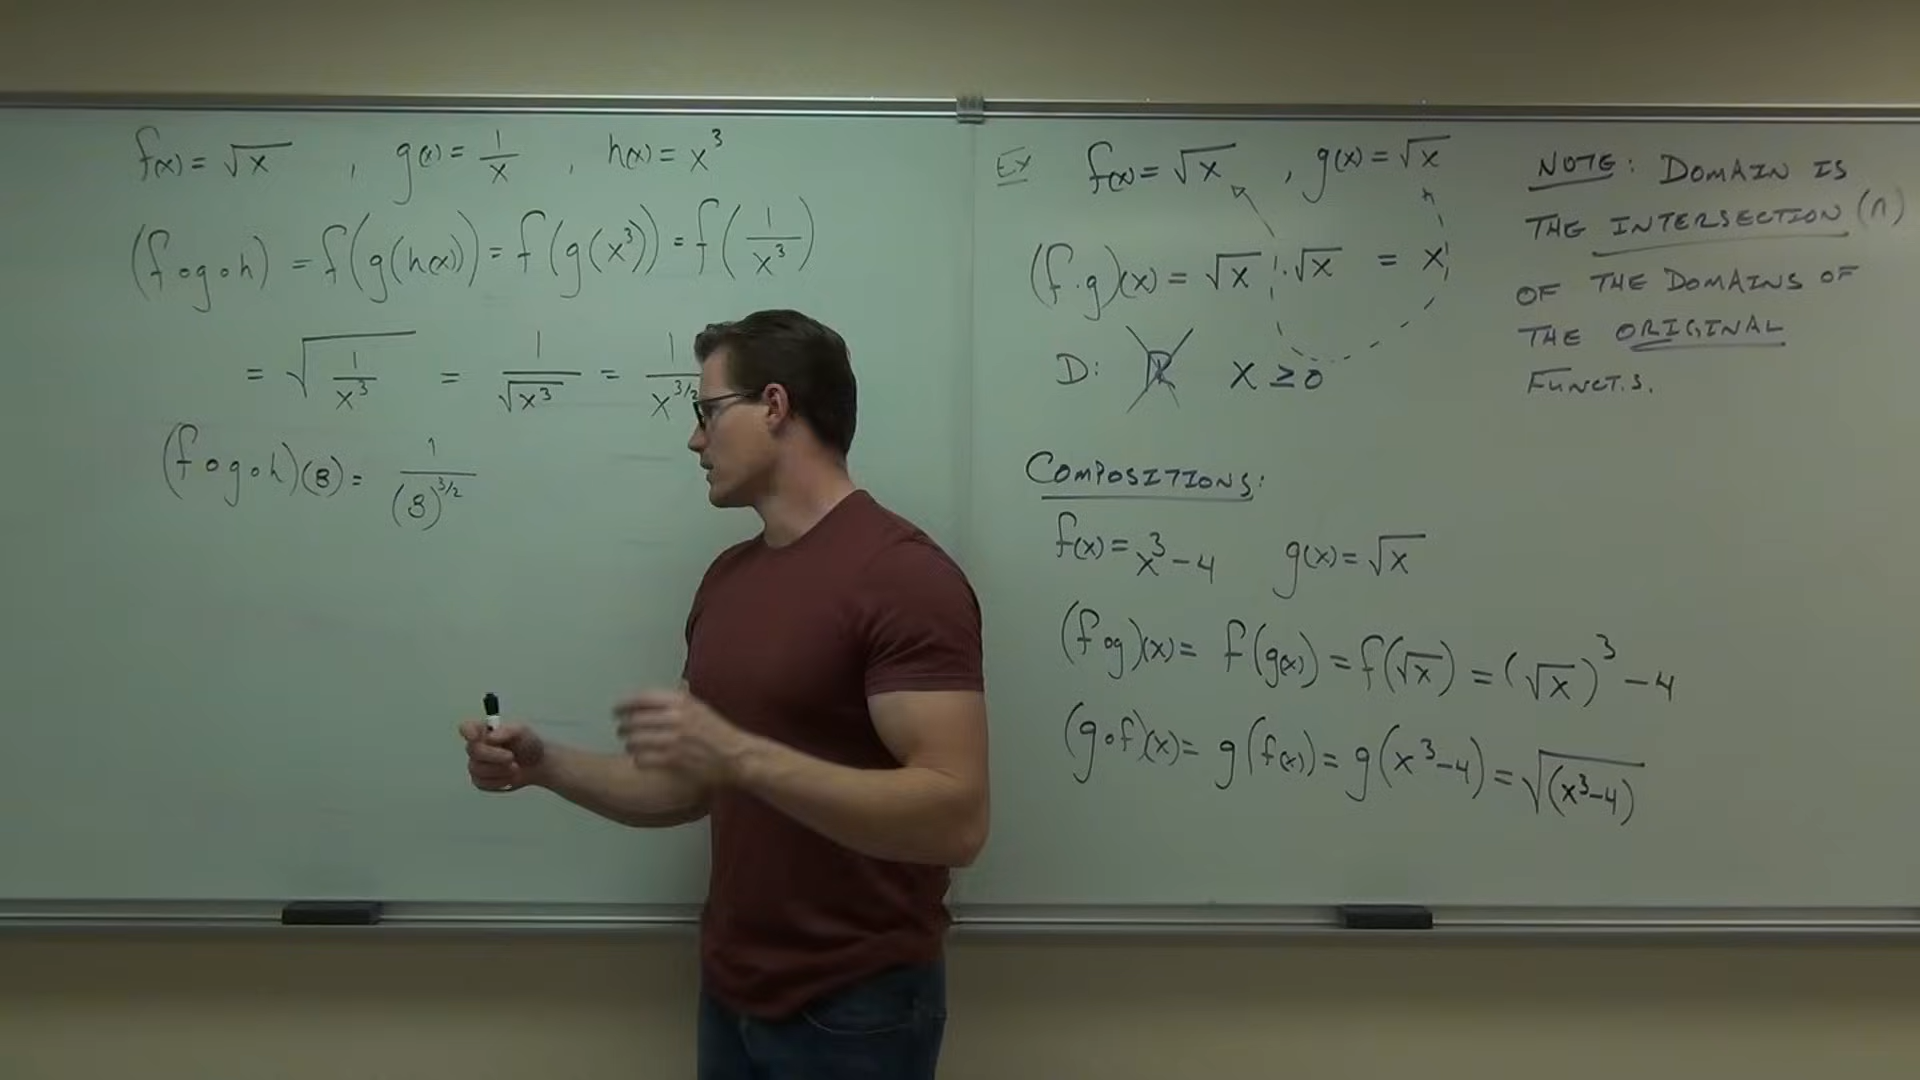 f(x) = √x , g(x) = 1/x , h(x) = x³
(f∘g∘h) = f(g(h(x))) = f(g(x³)) = f(1/x³)
= √(1/x³) = 1/√x³ = 1/x^3/2
(f∘g∘h)(8) = 1/(8)^3/2
Ex f(x) = √x , g(x) = √x
(f·g)(x) = √x · √x = x
D: ℝ x ≥ 0
NOTE: DOMAIN IS
THE INTERSECTION (∩)
OF THE DOMAINS OF
THE ORIGINAL
FUNCT.S.
COMPOSITIONS:
f(x) = x³ - 4 g(x) = √x
(f∘g)(x) = f(g(x)) = f(√x) = (√x)³ - 4
(g∘f)(x) = g(f(x)) = g(x³-4) = √(x³-4)